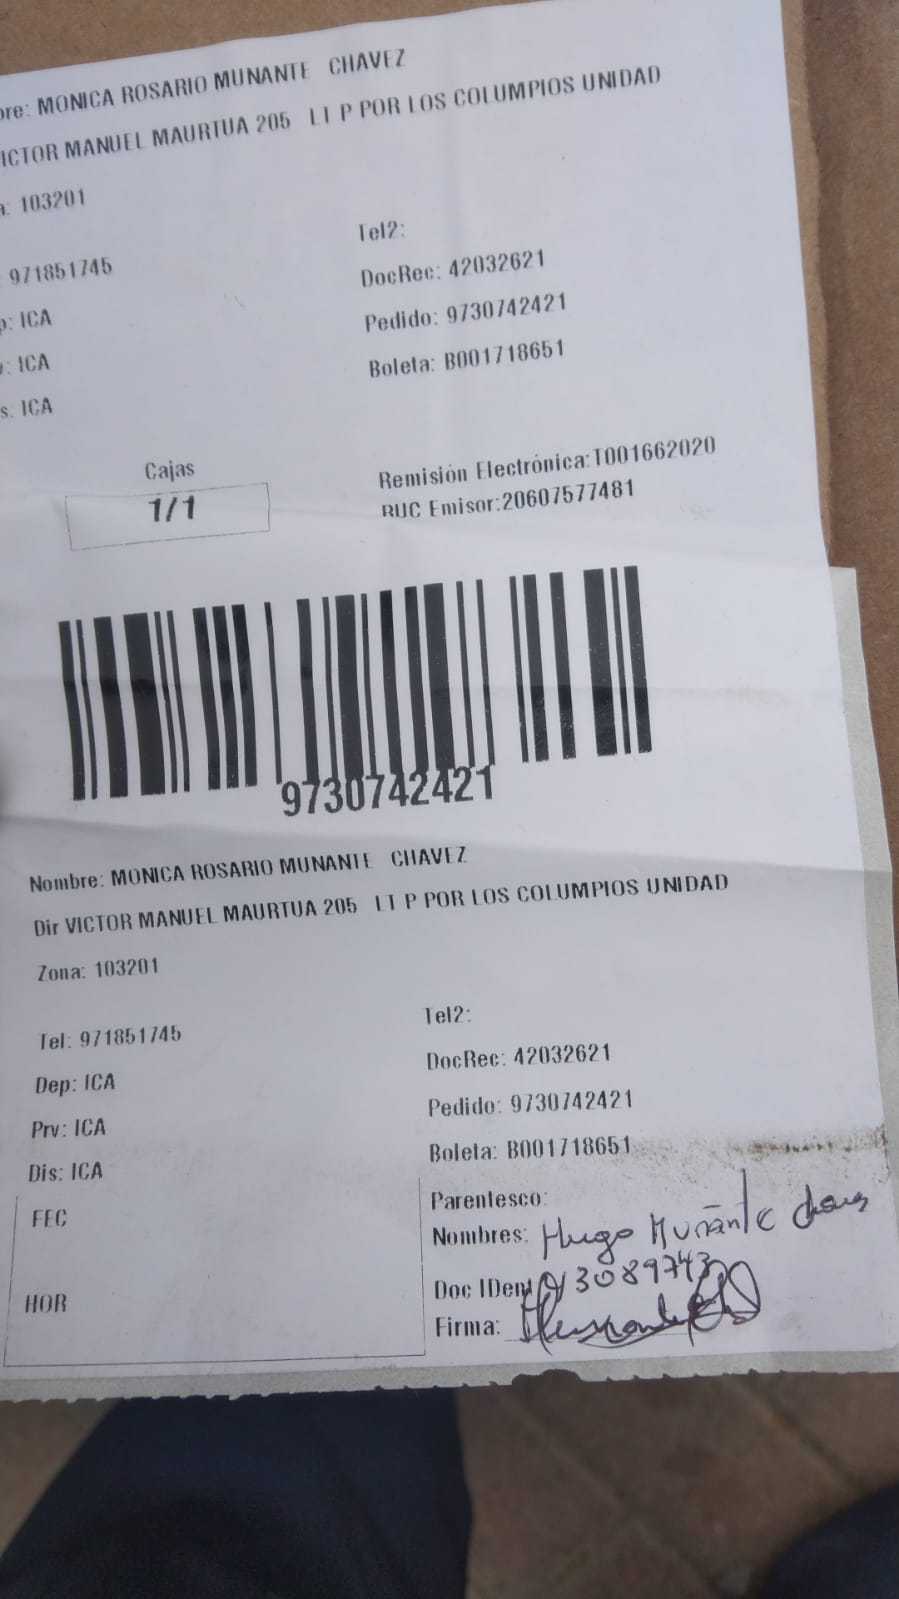 bre: MONICA ROSARIO MUNANTE CHAVEZ
VICTOR MANUEL MAURTUA 205 LT P POR LOS COLUMPIOS UNIDAD
a: 103201
Tel2:
: 971851745
DocRec: 42032621
p: ICA
Pedido: 9730742421
v: ICA
Boleta: B001718651
s: ICA
Cajas
Remisión Electrónica:T001662020
1/1
RUC Emisor:20607577481
9730742421
Nombre: MONICA ROSARIO MUNANTE CHAVEZ
Dir VICTOR MANUEL MAURTUA 205 LT P POR LOS COLUMPIOS UNIDAD
Zona: 103201
Tel2:
Tel: 971851745
DocRec: 42032621
Dep: ICA
Pedido: 9730742421
Prv: ICA
Boleta: B001718651
Dis: ICA
Parentesco:
FEC
Nombres: Hugo Muñante
Doc IDent
HOR
Firma: